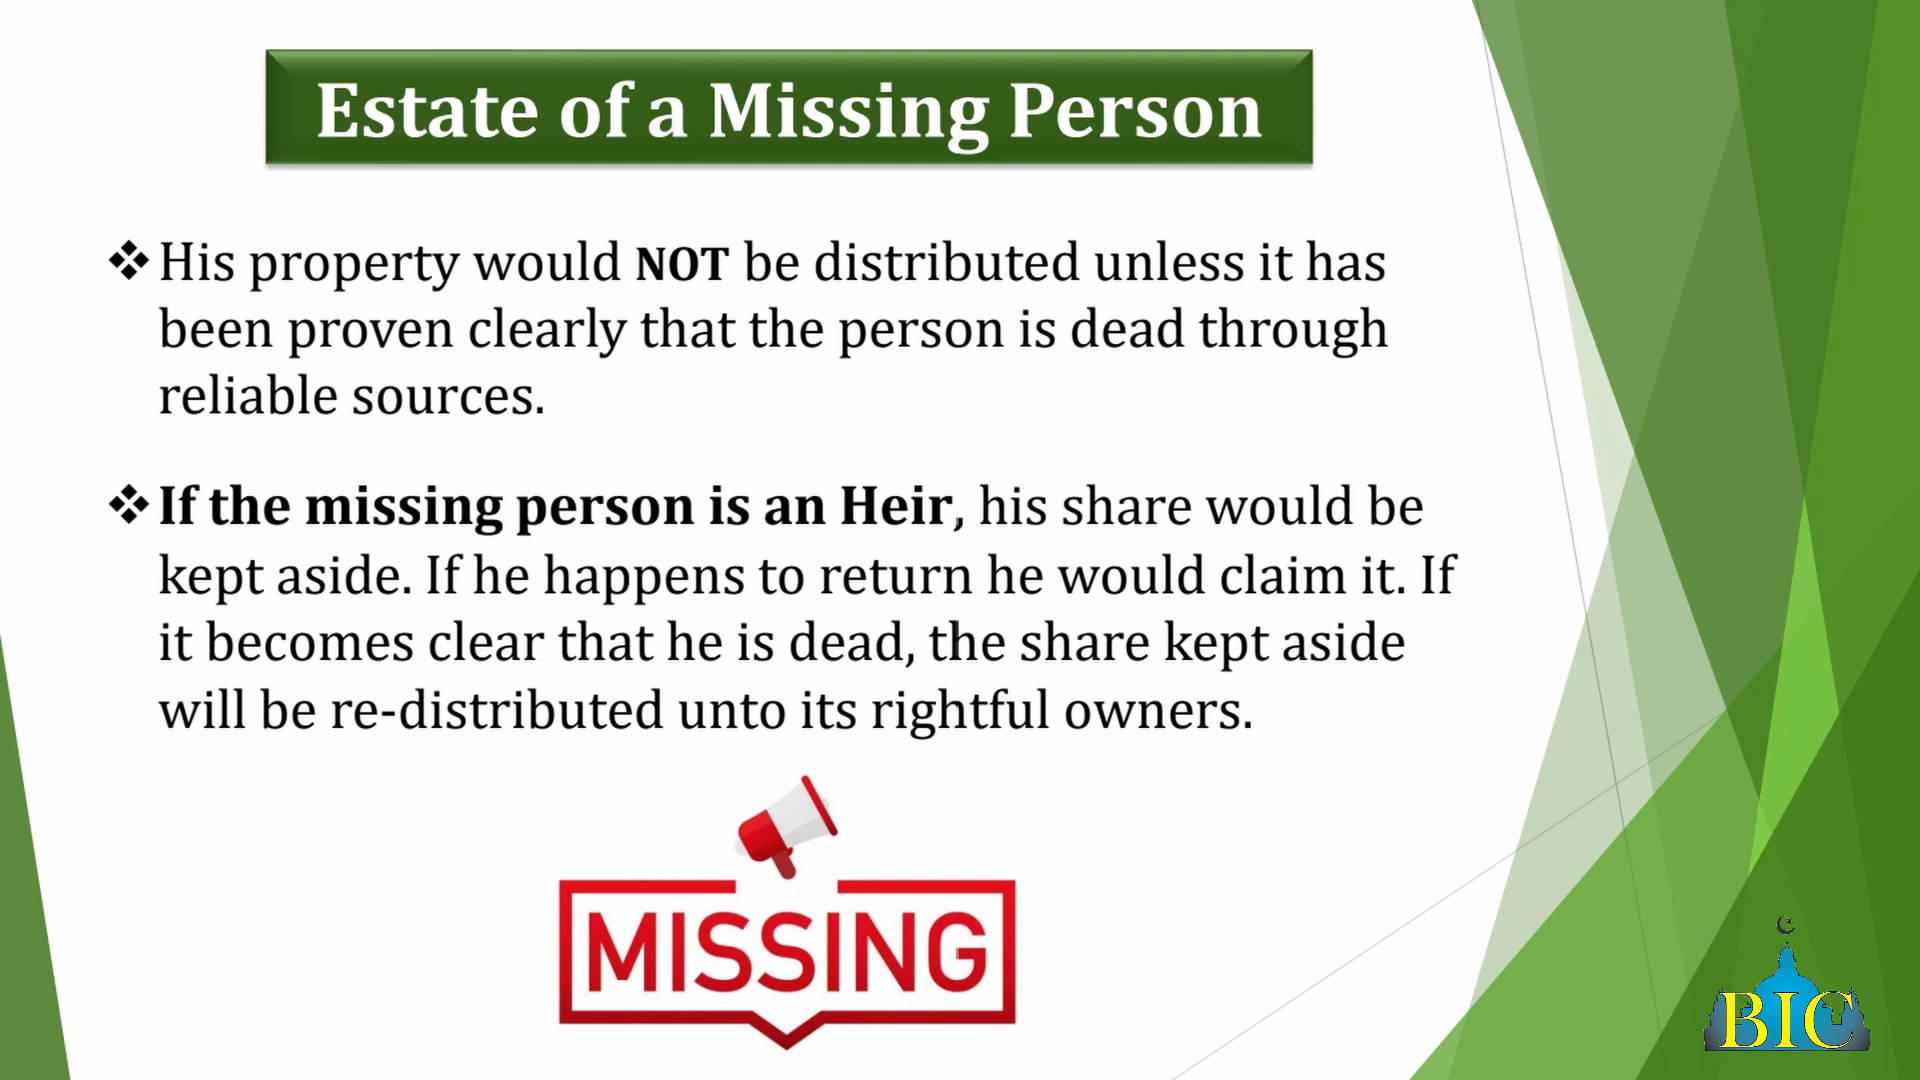 Estate of a Missing Person
❖His property would NOT be distributed unless it has
been proven clearly that the person is dead through
reliable sources.
❖If the missing person is an Heir, his share would be
kept aside. If he happens to return he would claim it. If
it becomes clear that he is dead, the share kept aside
will be re-distributed unto its rightful owners.
MISSING
BIC